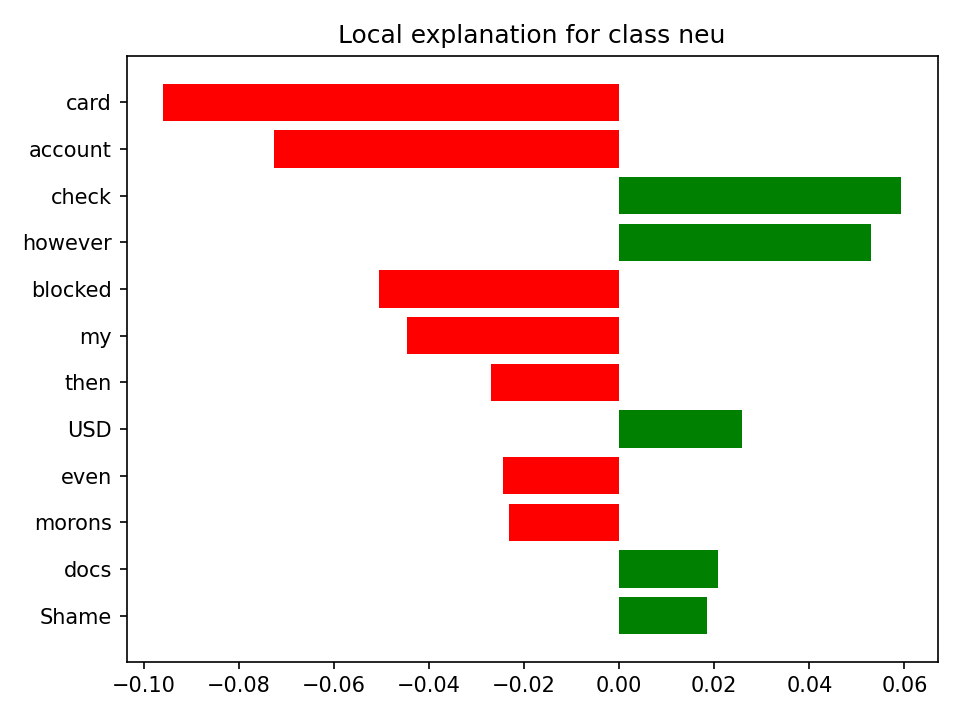 Local explanation for class neu
card
account
check
however
blocked
my
then
USD
even
morons
docs
Shame
−0.10 −0.08 −0.06 −0.04 −0.02 0.00 0.02 0.04 0.06